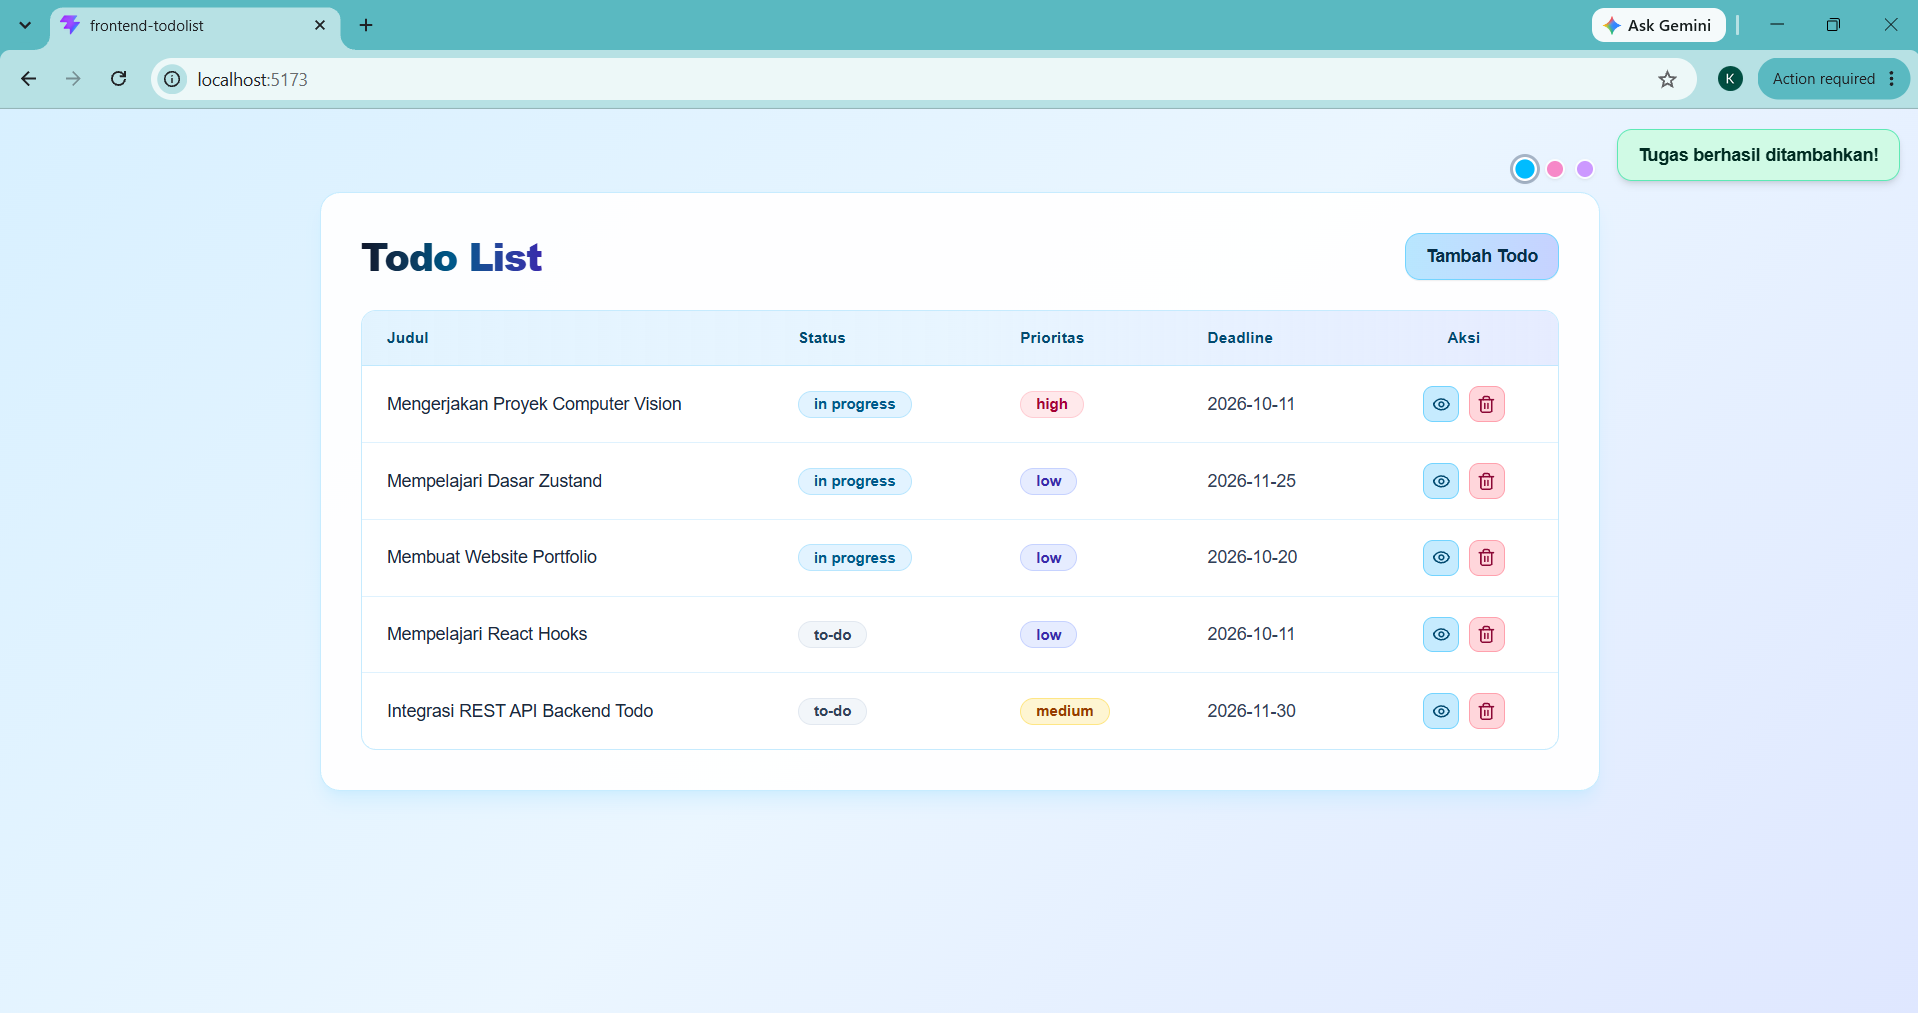 frontend-todolist
Ask Gemini
localhost:5173
K
Action required
Tugas berhasil ditambahkan!
Todo List
Tambah Todo
Judul Status Prioritas Deadline Aksi
Mengerjakan Proyek Computer Vision in progress high 2026-10-11
Mempelajari Dasar Zustand in progress low 2026-11-25
Membuat Website Portfolio in progress low 2026-10-20
Mempelajari React Hooks to-do low 2026-10-11
Integrasi REST API Backend Todo to-do medium 2026-11-30